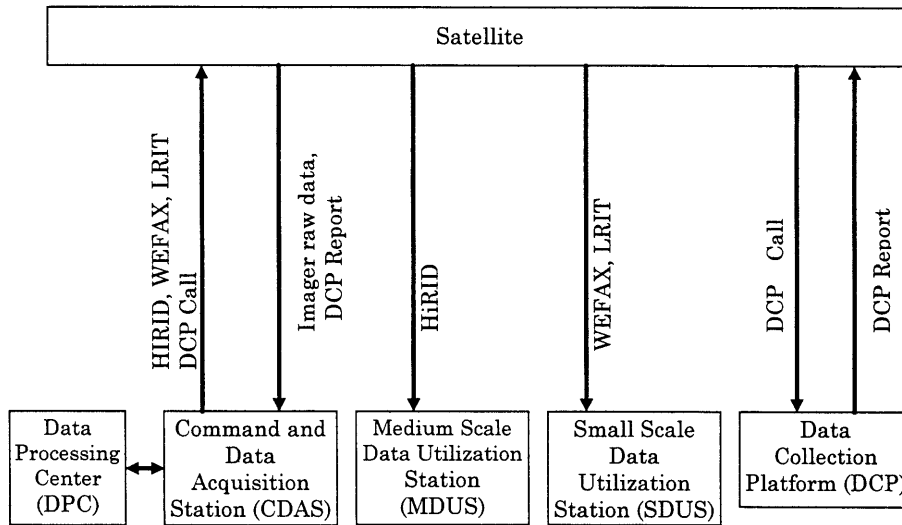 Satellite
HIRID, WEFAX, LRIT
DCP Call
Imager raw data,
DCP Report
HiRID
WEFAX, LRIT
DCP Call
DCP Report
Data
Processing
Center
(DPC)
Command and
Data
Acquisition
Station (CDAS)
Medium Scale
Data Utilization
Station
(MDUS)
Small Scale
Data
Utilization
Station (SDUS)
Data
Collection
Platform (DCP)